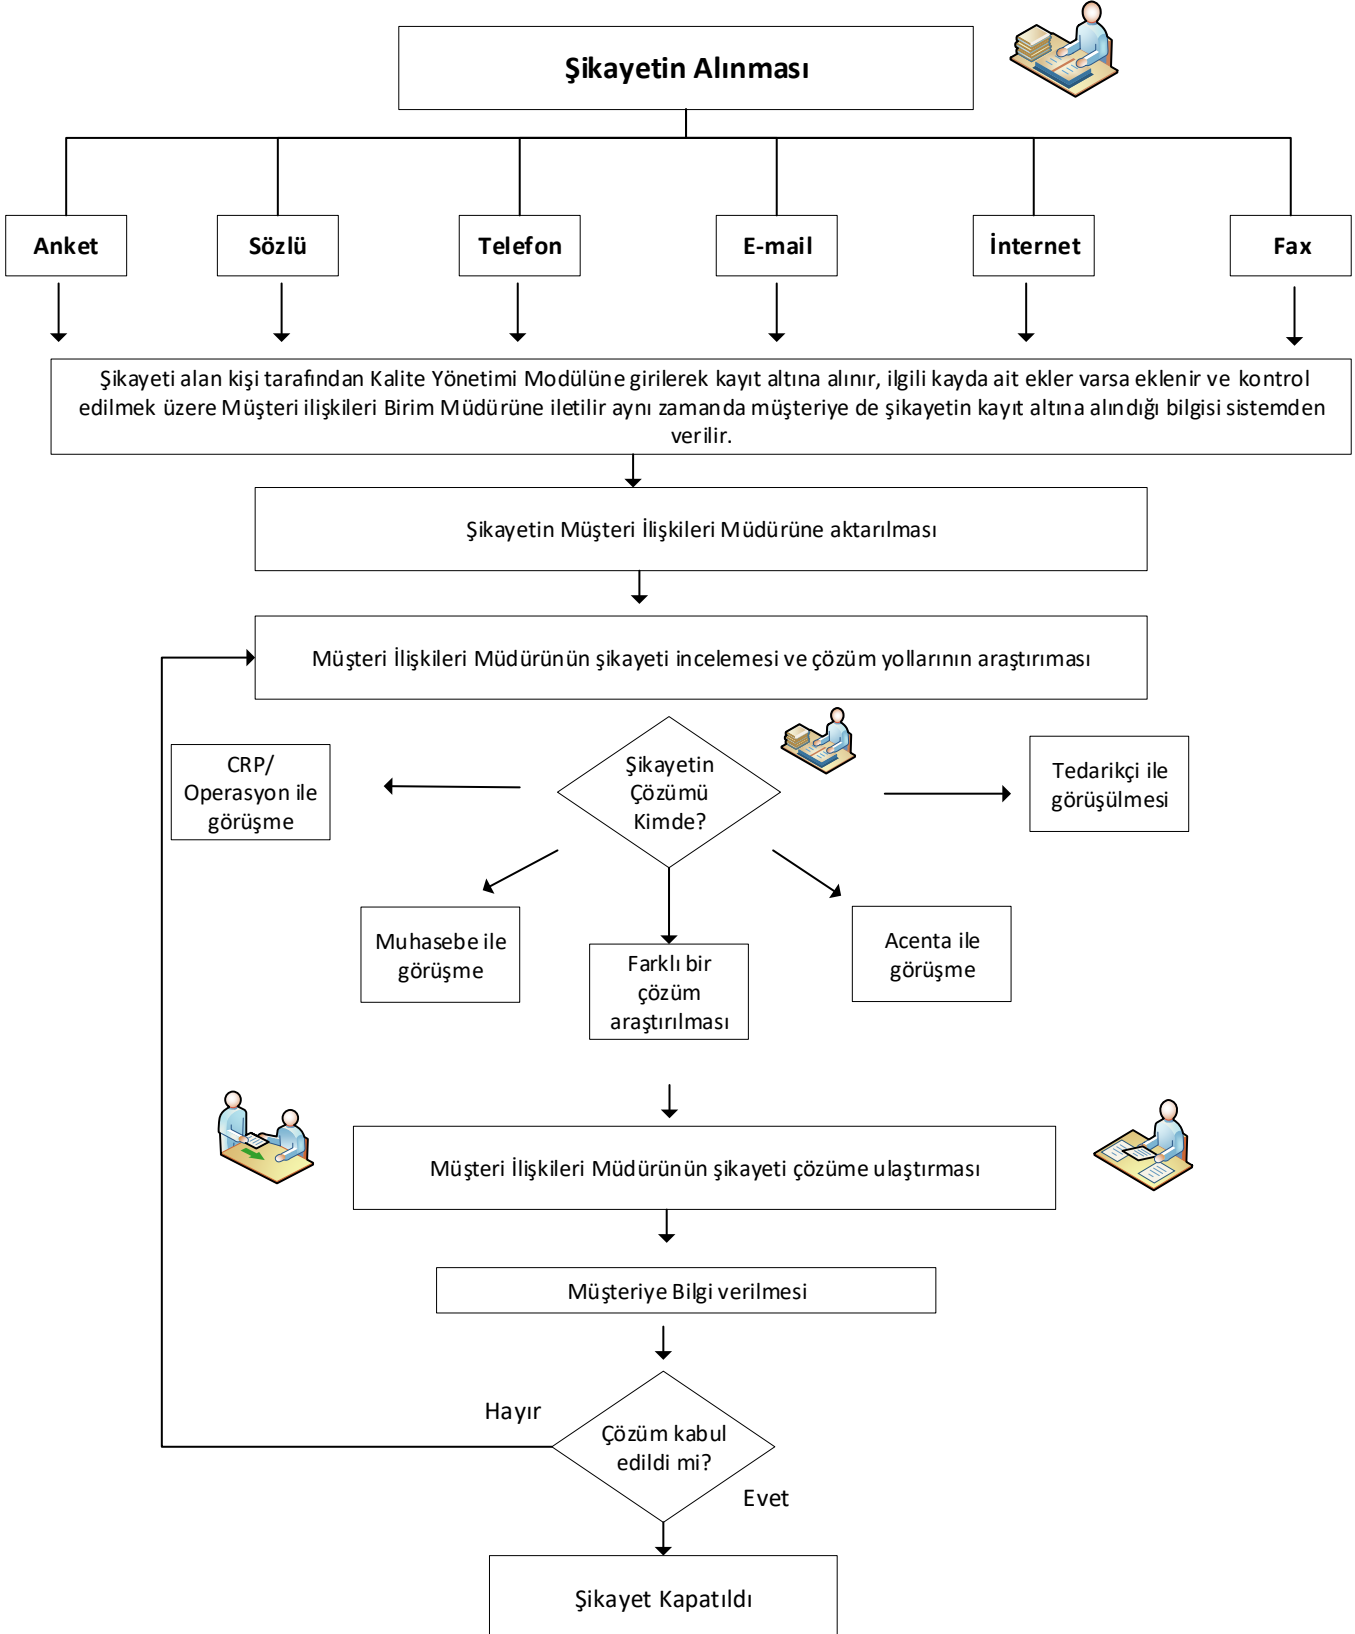 Şikayetin Alınması
Anket
Sözlü
Telefon
E-mail
İnternet
Fax
Şikayeti alan kişi tarafından Kalite Yönetimi Modülüne girilerek kayıt altına alınır, ilgili kayda ait ekler varsa eklenir ve kontrol
edilmek üzere Müşteri ilişkileri Birim Müdürüne iletilir aynı zamanda müşteriye de şikayetin kayıt altına alındığı bilgisi sistemden
verilir.
Şikayetin Müşteri İlişkileri Müdürüne aktarılması
Müşteri İlişkileri Müdürünün şikayeti incelemesi ve çözüm yollarının araştırıması
CRP/
Operasyon ile
görüşme
Şikayetin
Çözümü
Kimde?
Tedarikçi ile
görüşülmesi
Muhasebe ile
görüşme
Farklı bir
çözüm
araştırılması
Acenta ile
görüşme
Müşteri İlişkileri Müdürünün şikayeti çözüme ulaştırması
Müşteriye Bilgi verilmesi
Hayır
Çözüm kabul
edildi mi?
Evet
Şikayet Kapatıldı